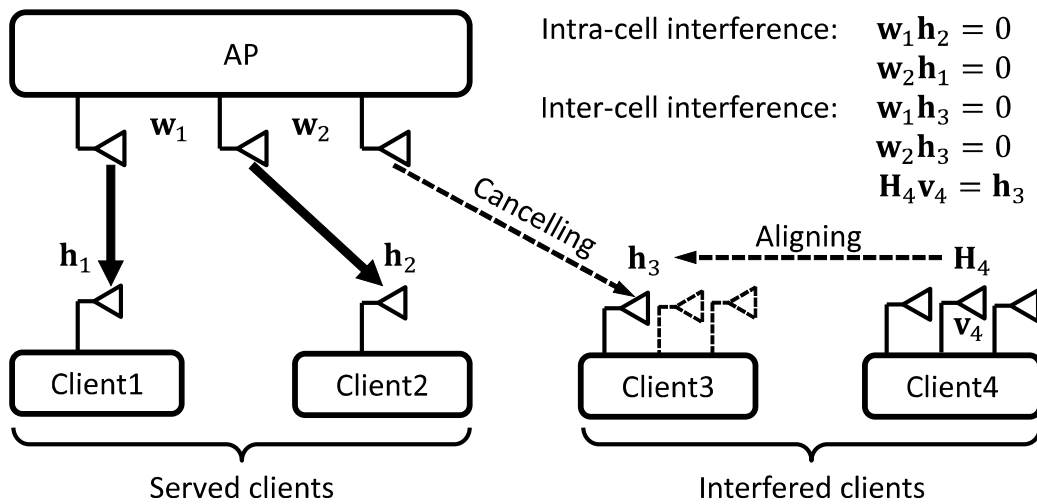 AP
Intra-cell interference: 𝐰₁𝐡₂ = 0
𝐰₂𝐡₁ = 0
Inter-cell interference: 𝐰₁𝐡₃ = 0
𝐰₂𝐡₃ = 0
𝐇₄𝐯₄ = 𝐡₃
𝐰₁ 𝐰₂
Cancelling
Aligning
𝐡₁ 𝐡₂ 𝐡₃ 𝐇₄
𝐯₄
Client1 Client2 Client3 Client4
Served clients Interfered clients